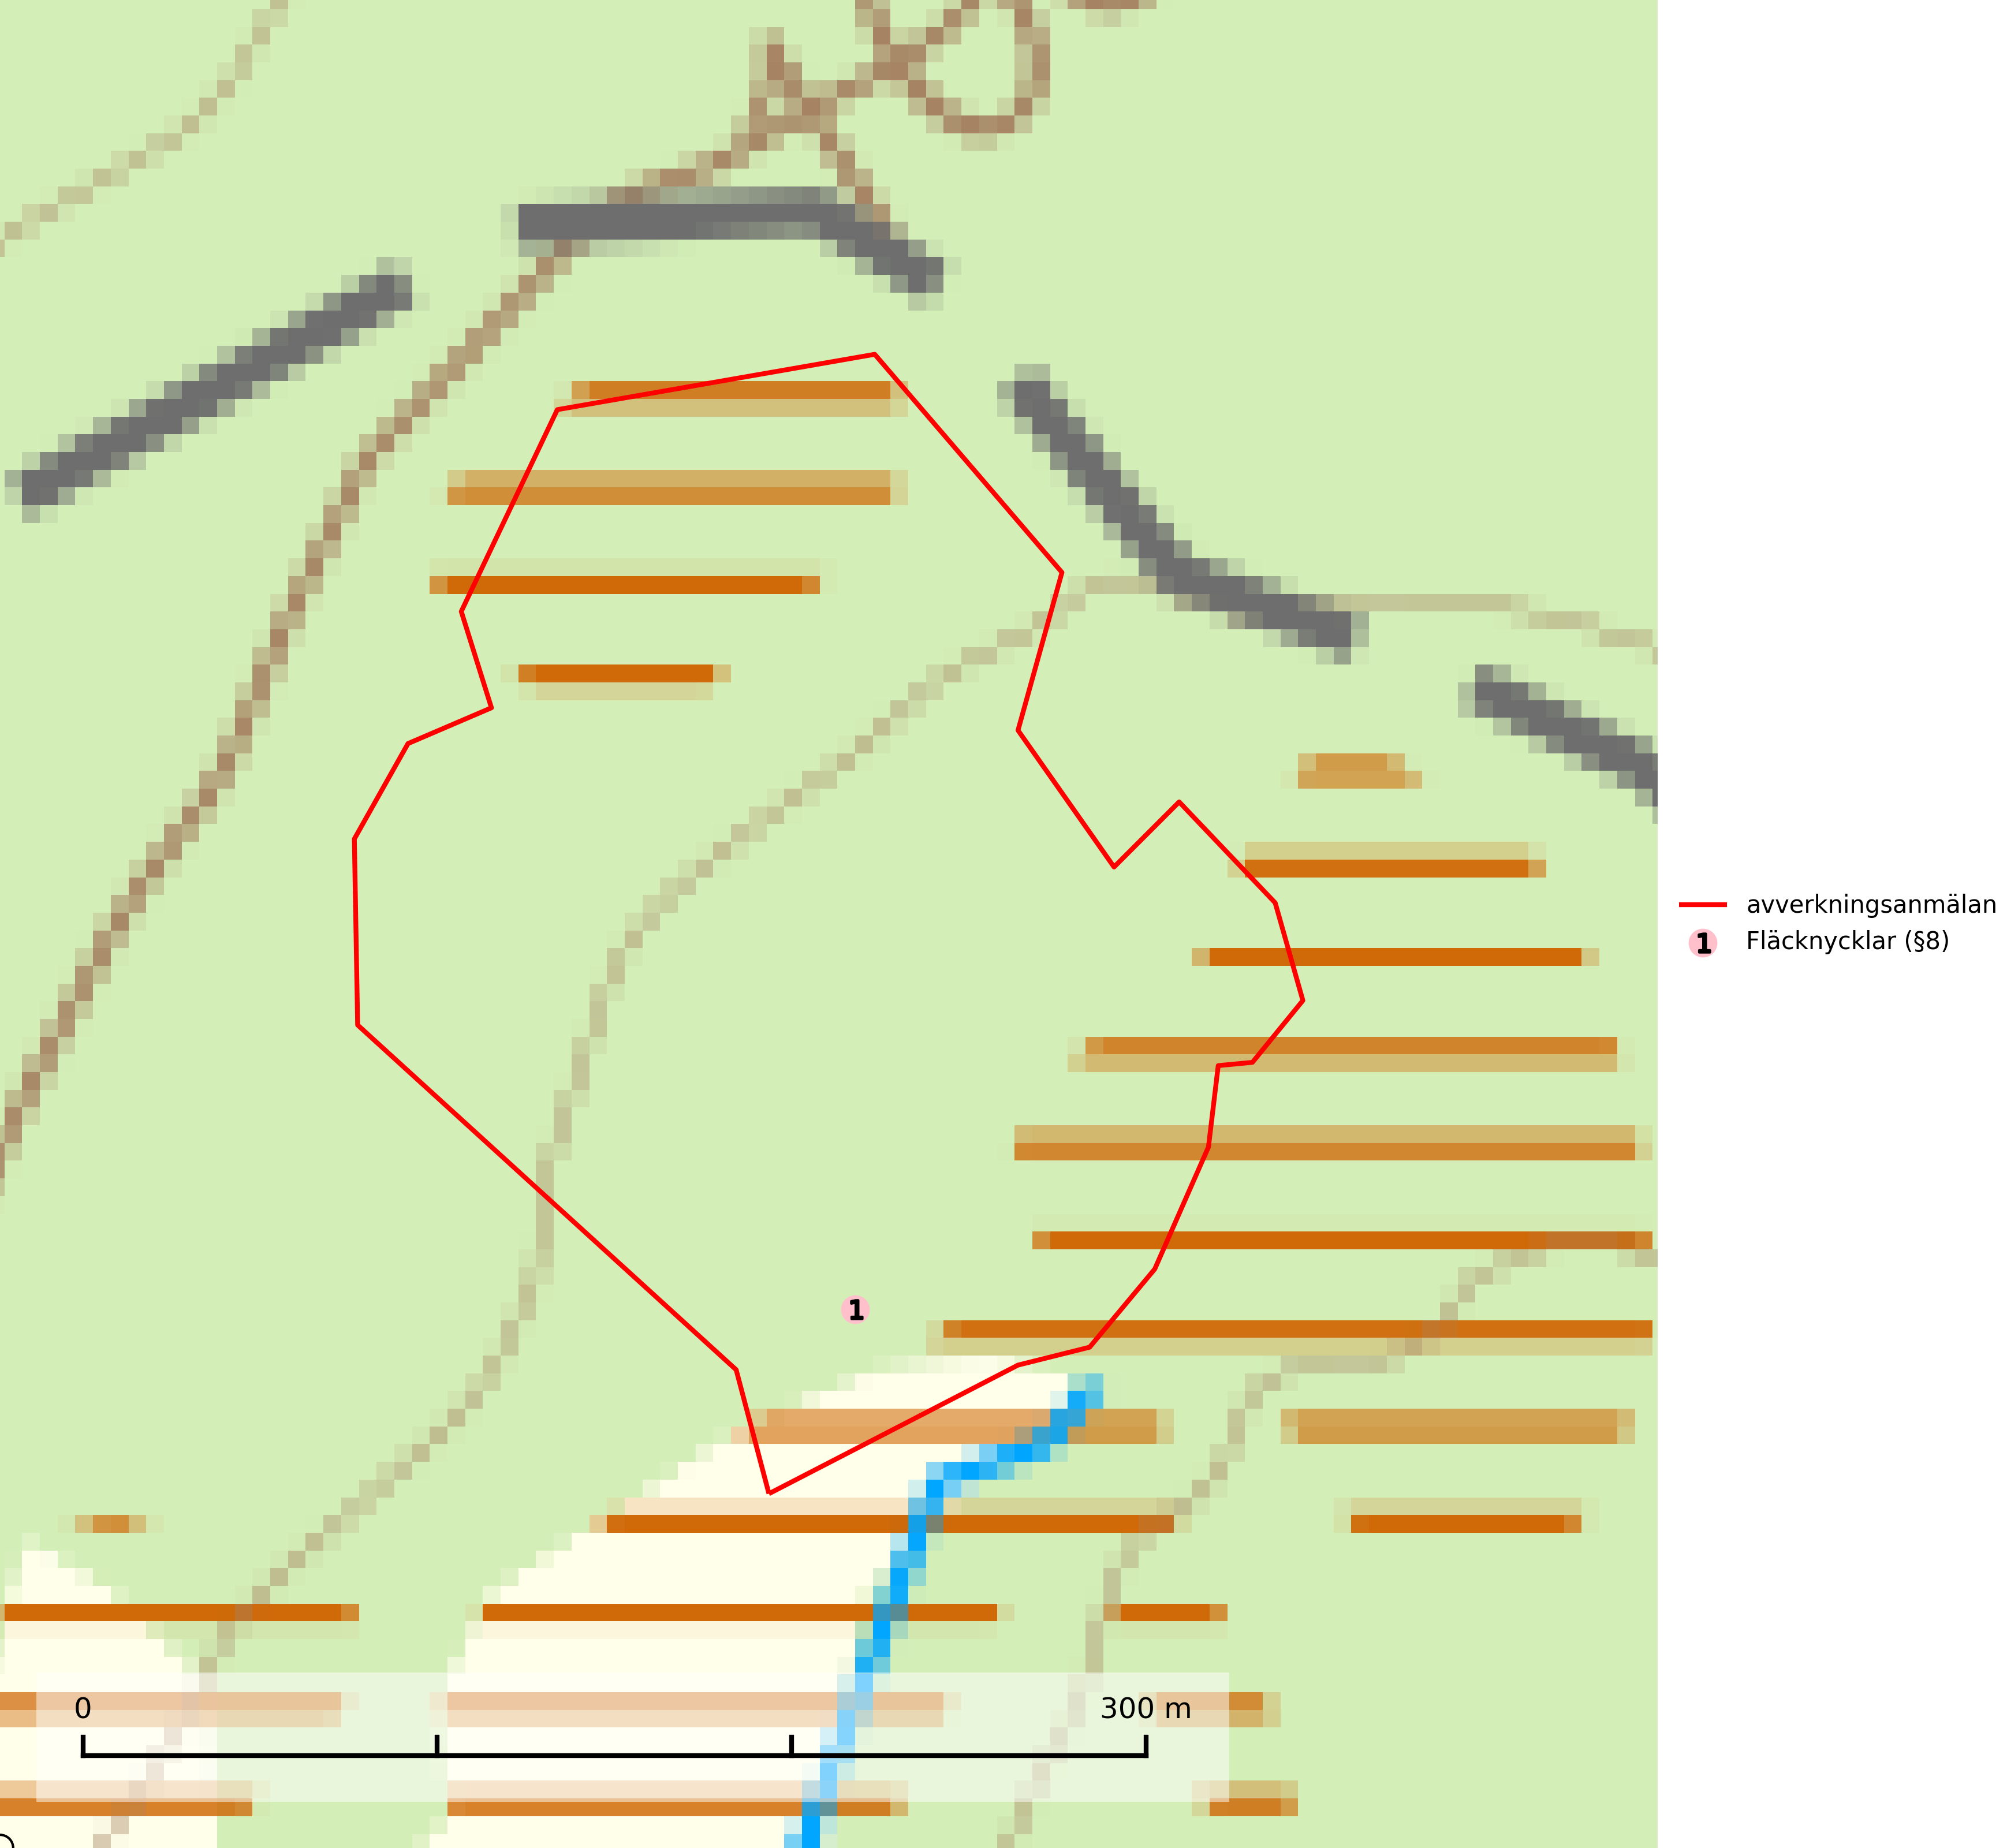 avverkningsanmälan
1 Fläcknycklar (§8)
1
0 300 m